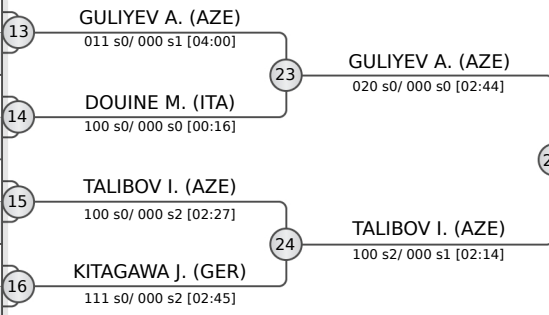 13
GULIYEV A. (AZE)
011 s0/ 000 s1 [04:00]
23
GULIYEV A. (AZE)
020 s0/ 000 s0 [02:44]
14
DOUINE M. (ITA)
100 s0/ 000 s0 [00:16]
15
TALIBOV I. (AZE)
100 s0/ 000 s2 [02:27]
24
TALIBOV I. (AZE)
100 s2/ 000 s1 [02:14]
16
KITAGAWA J. (GER)
111 s0/ 000 s2 [02:45]